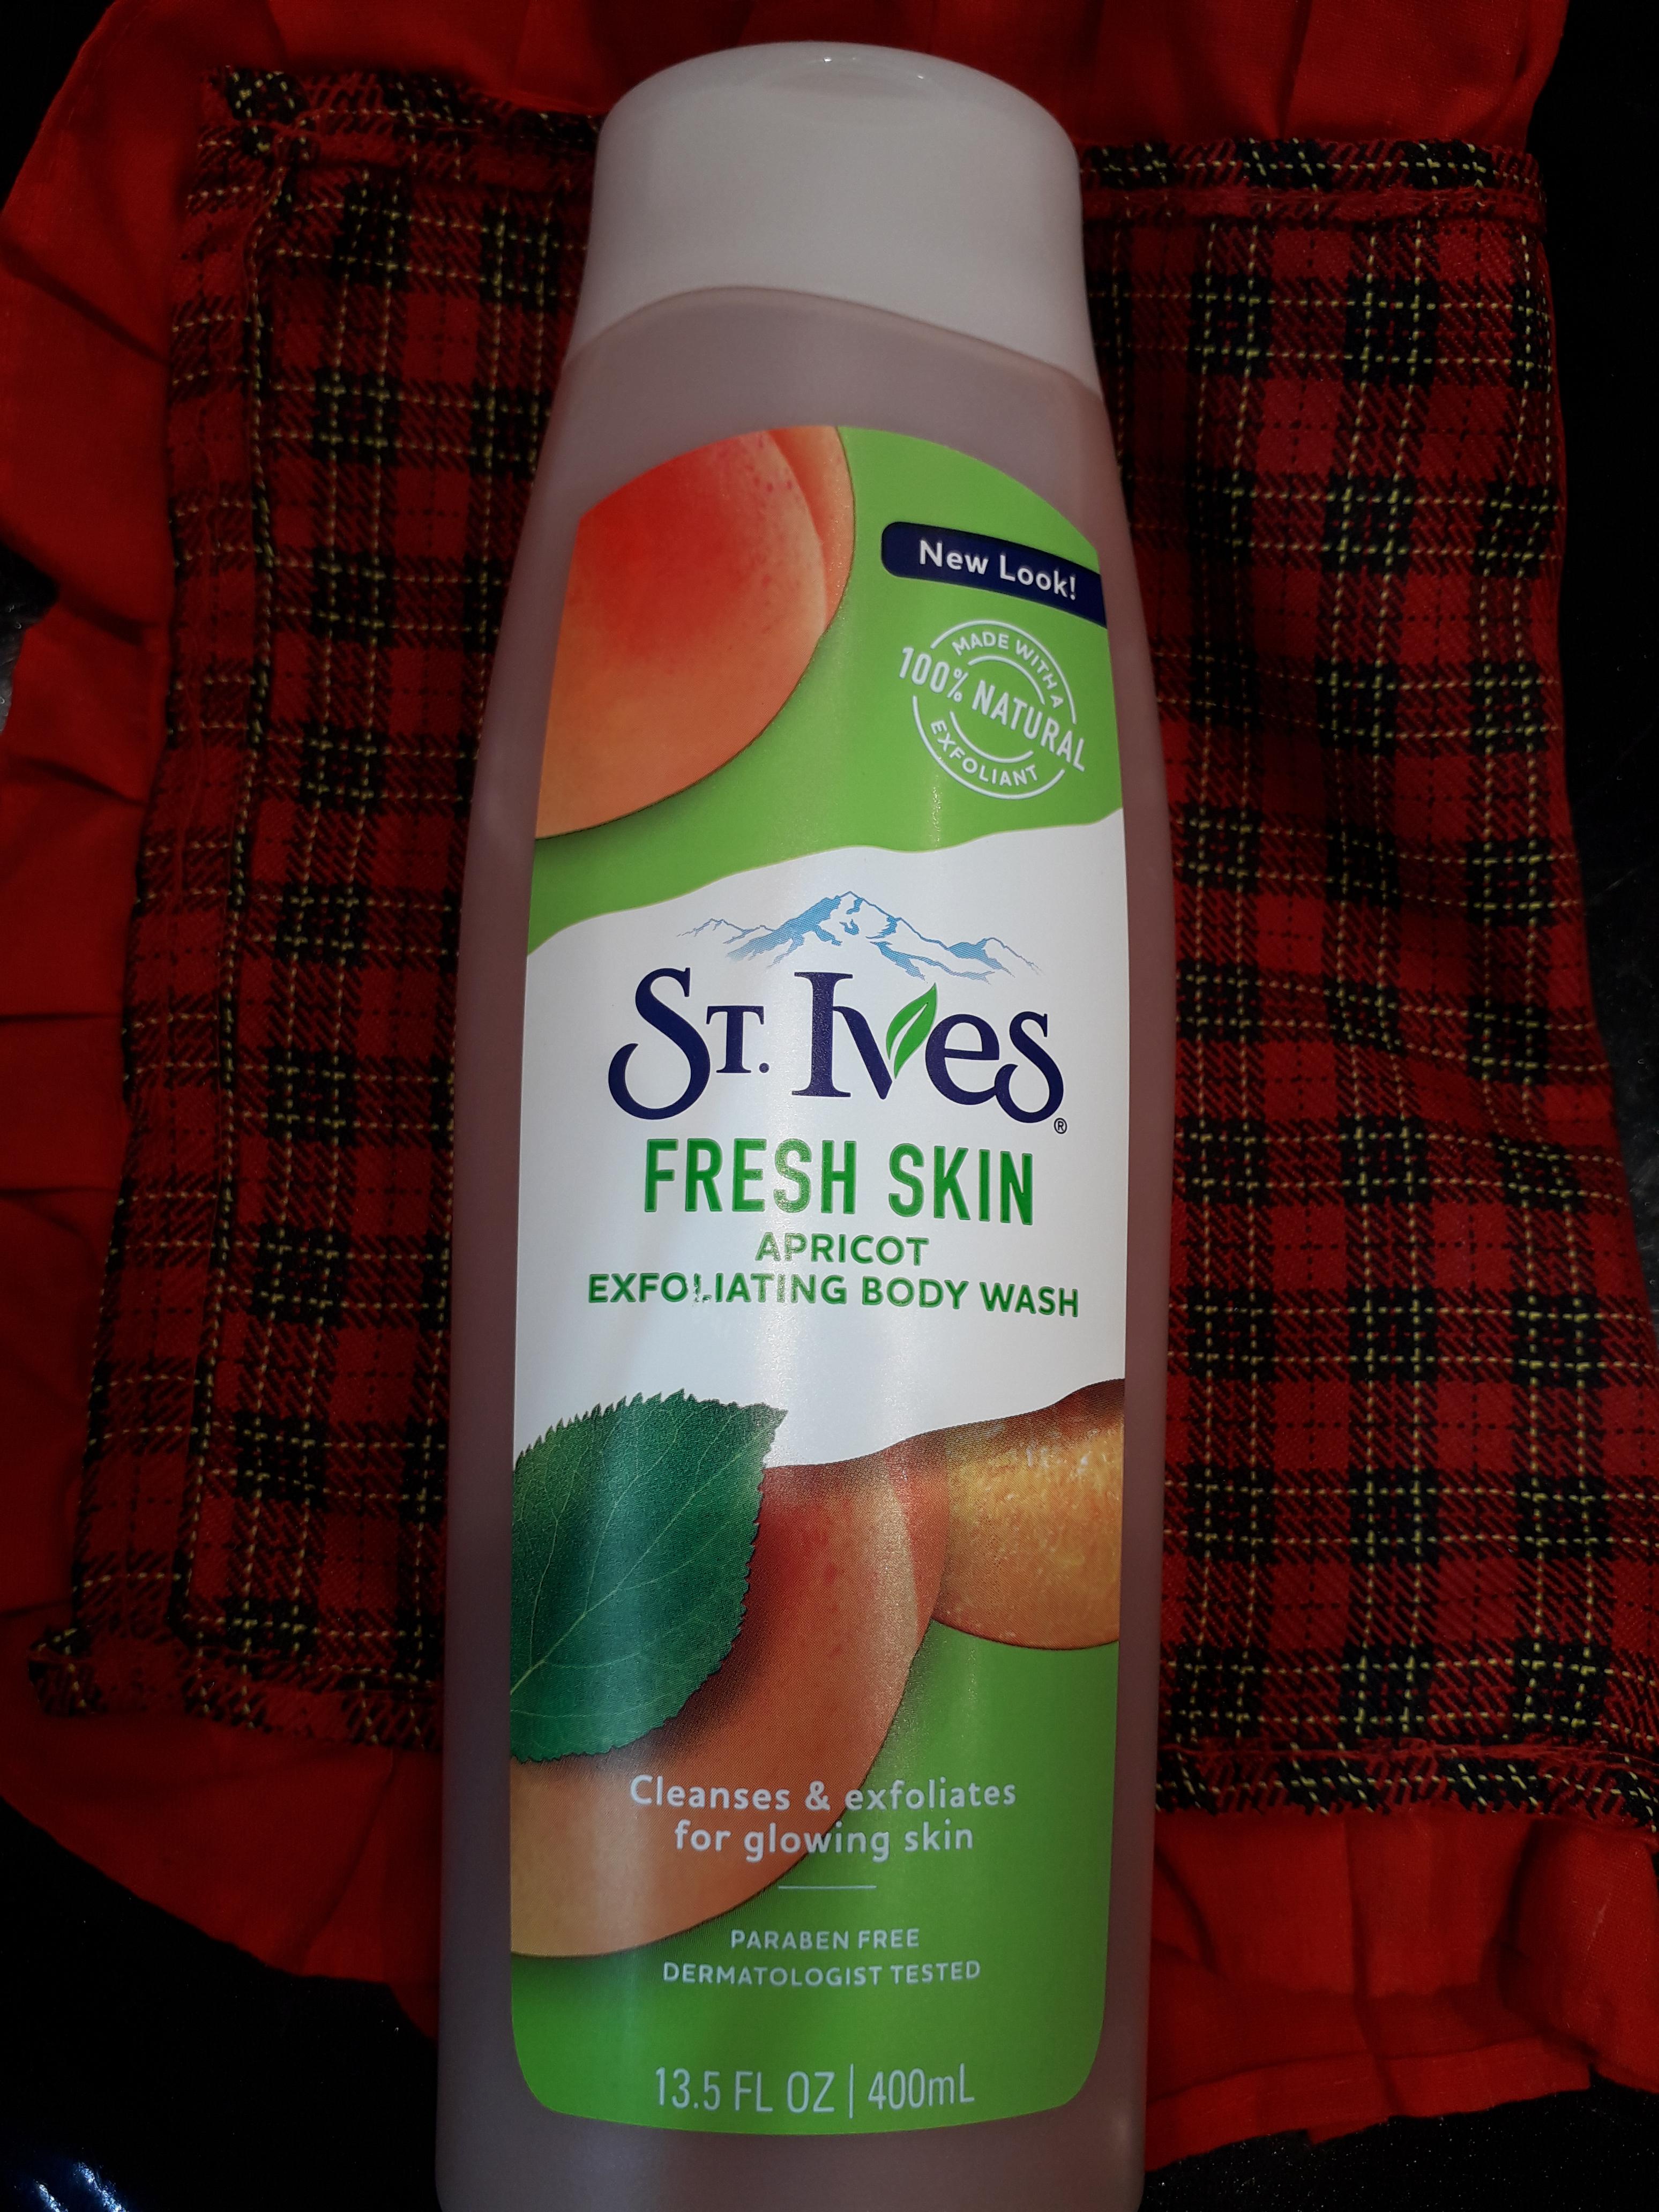 New Look!
MADE WITH A
100% NATURAL
EXFOLIANT
ST. IVES®
FRESH SKIN
APRICOT
EXFOLIATING BODY WASH
Cleanses & exfoliates
for glowing skin
PARABEN FREE
DERMATOLOGIST TESTED
13.5 FL OZ | 400mL